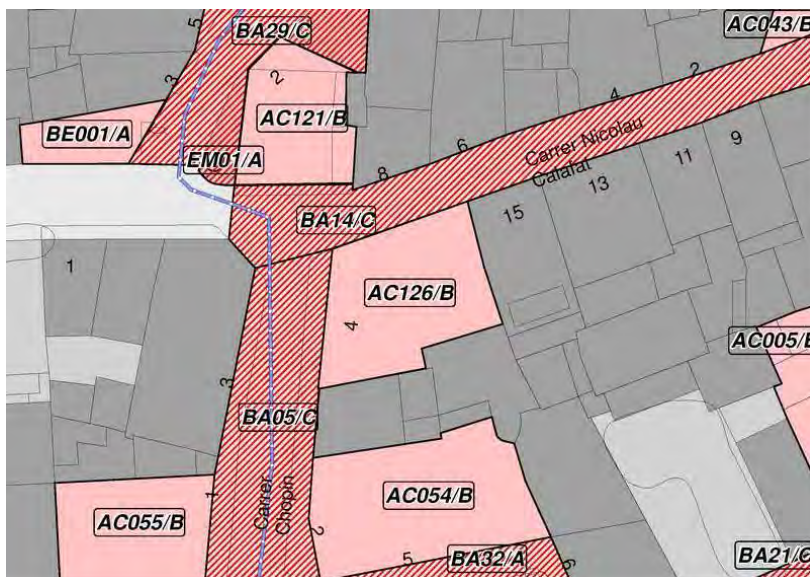 BA29/C
AC043/B
5
2
2
3
4
AC121/B
BE001/A
6
9
Carrer Nicolau
Calafat
11
EM01/A
8
13
BA14/C
15
1
AC126/B
4
AC005/B
3
BA05/C
AC054/B
1
Carrer
Chopin
AC055/B
2
5
BA32/A
BA21/C